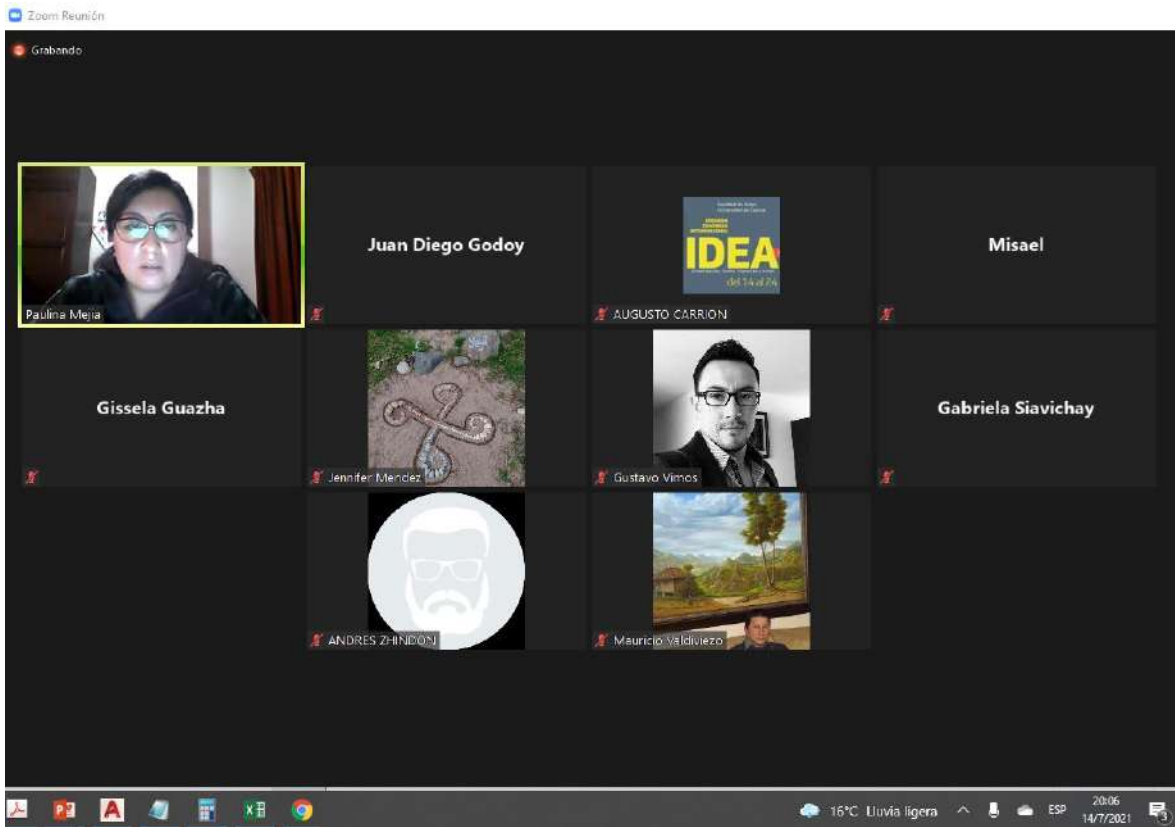 Zoom Reunión
Grabando
Paulina Mejia
Juan Diego Godoy
IDEA
del 14 al 24
AUGUSTO CARRION
Misael
Gissela Guazha
Jennifer Mendez
Gustavo Vimos
Gabriela Siavichay
ANDRES ZHINDON
Mauricio Valdiviezo
16°C Lluvia ligera
ESP
20:06
14/7/2021
3